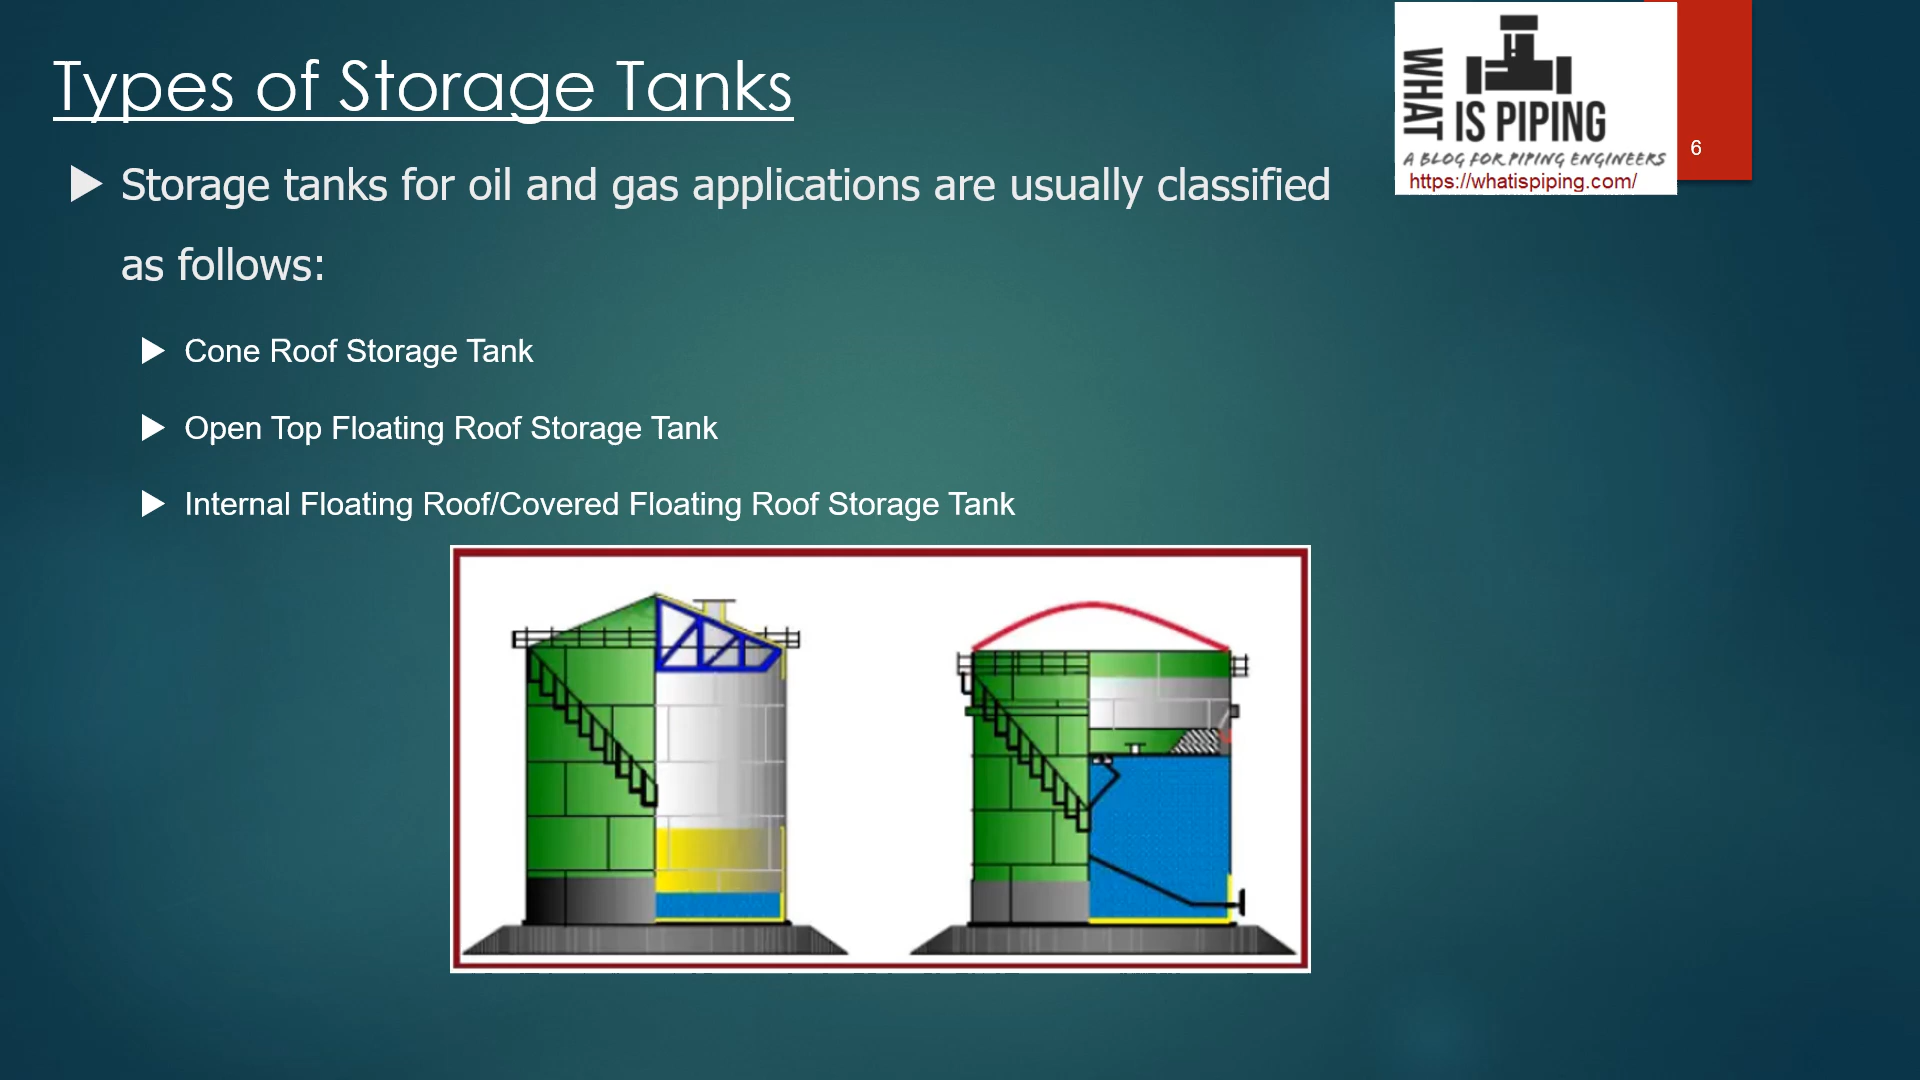 Types of Storage Tanks
WHAT
IS PIPING
A BLOG FOR PIPING ENGINEERS
https://whatispiping.com/
6
Storage tanks for oil and gas applications are usually classified
as follows:
Cone Roof Storage Tank
Open Top Floating Roof Storage Tank
Internal Floating Roof/Covered Floating Roof Storage Tank